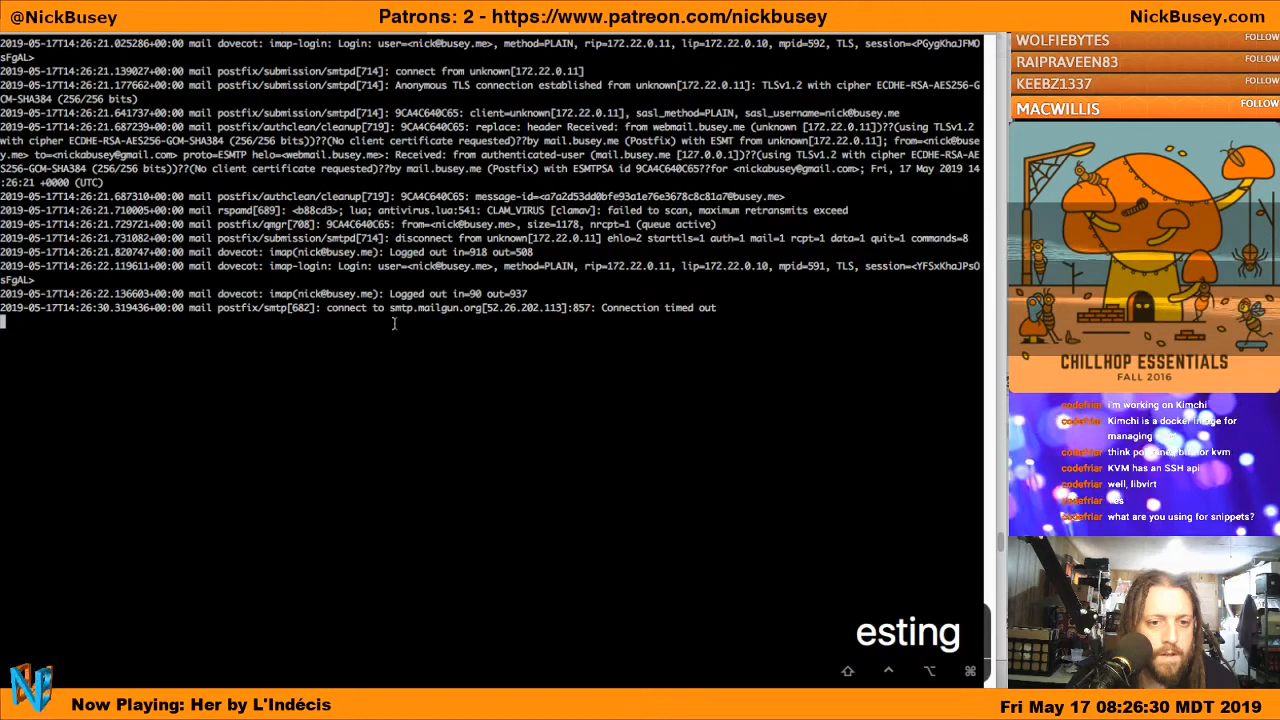 @NickBusey
Patrons: 2 - https://www.patreon.com/nickbusey
NickBusey.com
2019-05-17T14:26:21.025286+00:00 mail dovecot: imap-login: Login: user=<nick@busey.me>, method=PLAIN, rip=172.22.0.11, lip=172.22.0.10, mpid=592, TLS, session=<PGygKhaJFMO
sFgAL>
2019-05-17T14:26:21.139027+00:00 mail postfix/submission/smtpd[714]: connect from unknown[172.22.0.11]
2019-05-17T14:26:21.177662+00:00 mail postfix/submission/smtpd[714]: Anonymous TLS connection established from unknown[172.22.0.11]: TLSv1.2 with cipher ECDHE-RSA-AES256-G
CM-SHA384 (256/256 bits)
2019-05-17T14:26:21.641737+00:00 mail postfix/submission/smtpd[714]: 9CA4C640C65: client=unknown[172.22.0.11], sasl_method=PLAIN, sasl_username=nick@busey.me
2019-05-17T14:26:21.687239+00:00 mail postfix/authclean/cleanup[719]: 9CA4C640C65: replace: header Received: from webmail.busey.me (unknown [172.22.0.11])??(using TLSv1.2
with cipher ECDHE-RSA-AES256-GCM-SHA384 (256/256 bits))??(No client certificate requested)??by mail.busey.me (Postfix) with ESMT from unknown[172.22.0.11]; from=<nick@buse
y.me> to=<nickabusey@gmail.com> proto=ESMTP helo=<webmail.busey.me>: Received: from authenticated-user (mail.busey.me [127.0.0.1])??(using TLSv1.2 with cipher ECDHE-RSA-AE
S256-GCM-SHA384 (256/256 bits))??(No client certificate requested)??by mail.busey.me (Postfix) with ESMTPSA id 9CA4C640C65??for <nickabusey@gmail.com>; Fri, 17 May 2019 14
:26:21 +0000 (UTC)
2019-05-17T14:26:21.687310+00:00 mail postfix/authclean/cleanup[719]: 9CA4C640C65: message-id=<a7a2d53dd0bfe93a1e76e3678c8c81a7@busey.me>
2019-05-17T14:26:21.710005+00:00 mail rspamd[689]: <b88cd3>; lua; antivirus.lua:541: CLAM_VIRUS [clamav]: failed to scan, maximum retransmits exceed
2019-05-17T14:26:21.729721+00:00 mail postfix/qmgr[708]: 9CA4C640C65: from=<nick@busey.me>, size=1178, nrcpt=1 (queue active)
2019-05-17T14:26:21.731082+00:00 mail postfix/submission/smtpd[714]: disconnect from unknown[172.22.0.11] ehlo=2 starttls=1 auth=1 mail=1 rcpt=1 data=1 quit=1 commands=8
2019-05-17T14:26:21.820747+00:00 mail dovecot: imap(nick@busey.me): Logged out in=918 out=508
2019-05-17T14:26:22.119611+00:00 mail dovecot: imap-login: Login: user=<nick@busey.me>, method=PLAIN, rip=172.22.0.11, lip=172.22.0.10, mpid=591, TLS, session=<YFSxKhaJPsO
sFgAL>
2019-05-17T14:26:22.136603+00:00 mail dovecot: imap(nick@busey.me): Logged out in=90 out=937
2019-05-17T14:26:30.319436+00:00 mail postfix/smtp[682]: connect to smtp.mailgun.org[52.26.202.113]:857: Connection timed out
WOLFIEBYTES FOLLOW
RAIPRAVEEN83 FOLLOW
KEEBZ1337 FOLLOW
MACWILLIS FOLLOW
CHILLHOP ESSENTIALS
FALL 2016
codefriar i'm working on Kimchi
codefriar Kimchi is a docker image for
managing
codefriar think
for kvm
codefriar KVM has an SSH api
codefriar well, libvirt
codefriar Yes
codefriar what are you using for snippets?
esting
Now Playing: Her by L'Indécis
Fri May 17 08:26:30 MDT 2019